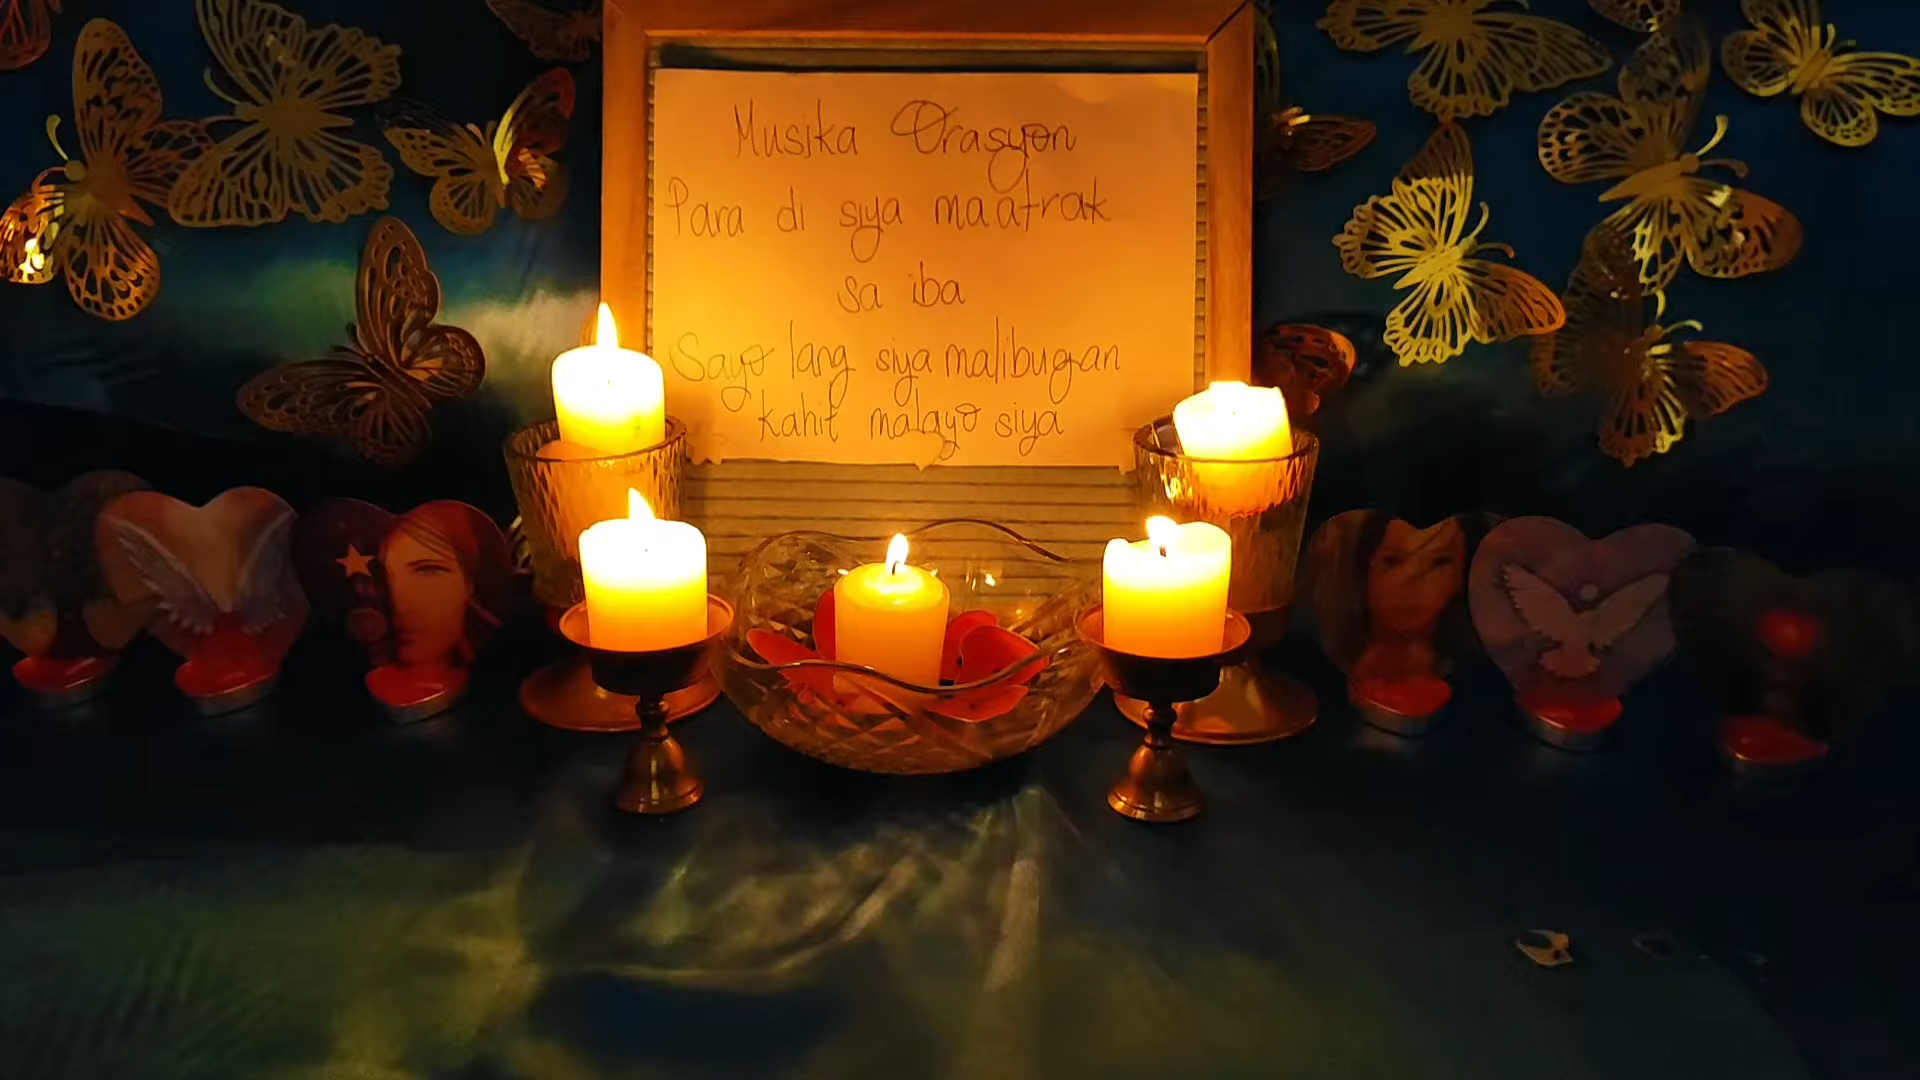 Musika Orasyon
Para di siya maatrak
sa iba
Sayo lang siya malibugan
kahit malayo siya